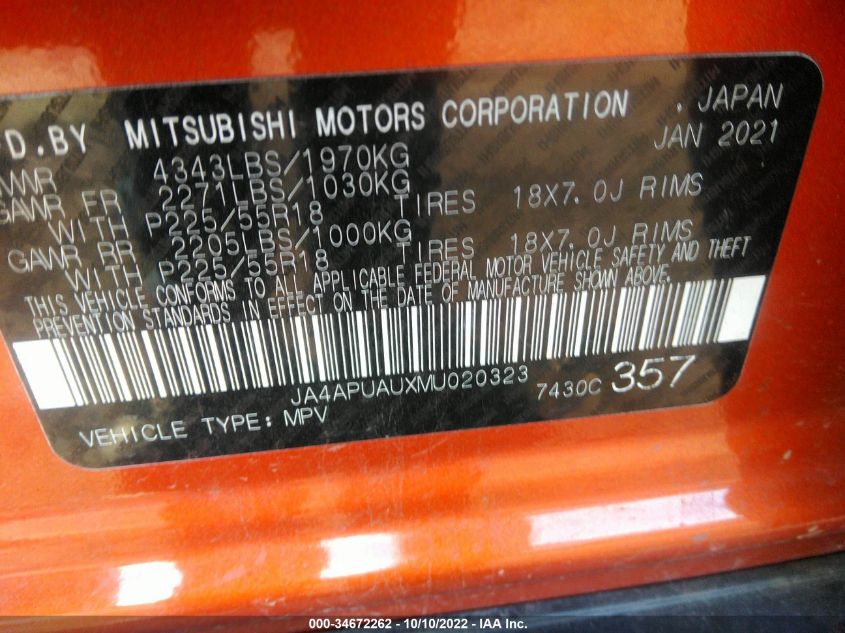 D.BY MITSUBISHI MOTORS CORPORATION . JAPAN
JAN 2021
4343LBS/1970KG
GAWR FR 2271LBS/1030KG
WITH P225/55R18 TIRES 18X7.0J RIMS
GAWR RR 2205LBS/1000KG
WITH P225/55R18 TIRES 18X7.0J RIMS
THIS VEHICLE CONFORMS TO ALL APPLICABLE FEDERAL MOTOR VEHICLE SAFETY AND THEFT
PREVENTION STANDARDS IN EFFECT ON THE DATE OF MANUFACTURE SHOWN ABOVE.
JA4APUAUXMU020323 7430C 357
VEHICLE TYPE: MPV
000-34672262 - 10/10/2022 - IAA Inc.